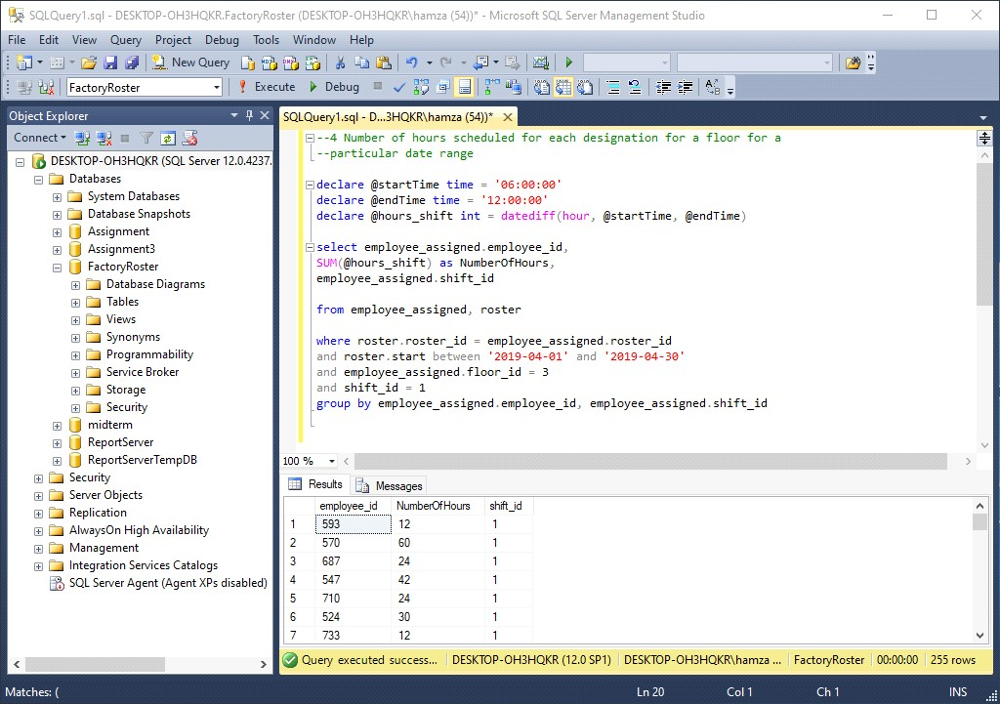 SQLQuery1.sql - DESKTOP-OH3HQKR.FactoryRoster (DESKTOP-OH3HQKR\hamza (54))* - Microsoft SQL Server Management Studio
File Edit View Query Project Debug Tools Window Help
New Query
FactoryRoster Execute Debug
Object Explorer
Connect
DESKTOP-OH3HQKR (SQL Server 12.0.4237.
Databases
System Databases
Database Snapshots
Assignment
Assignment3
FactoryRoster
Database Diagrams
Tables
Views
Synonyms
Programmability
Service Broker
Storage
Security
midterm
ReportServer
ReportServerTempDB
Security
Server Objects
Replication
AlwaysOn High Availability
Management
Integration Services Catalogs
SQL Server Agent (Agent XPs disabled)
SQLQuery1.sql - D...3HQKR\hamza (54))*
--4 Number of hours scheduled for each designation for a floor for a
--particular date range
declare @startTime time = '06:00:00'
declare @endTime time = '12:00:00'
declare @hours_shift int = datediff(hour, @startTime, @endTime)
select employee_assigned.employee_id,
SUM(@hours_shift) as NumberOfHours,
employee_assigned.shift_id
from employee_assigned, roster
where roster.roster_id = employee_assigned.roster_id
and roster.start between '2019-04-01' and '2019-04-30'
and employee_assigned.floor_id = 3
and shift_id = 1
group by employee_assigned.employee_id, employee_assigned.shift_id
100 %
Results Messages
employee_id NumberOfHours shift_id
1 593 12 1
2 570 60 1
3 687 24 1
4 547 42 1
5 710 24 1
6 524 30 1
7 733 12 1
Query executed success... DESKTOP-OH3HQKR (12.0 SP1) DESKTOP-OH3HQKR\hamza ... FactoryRoster 00:00:00 255 rows
Matches: ( Ln 20 Col 1 Ch 1 INS